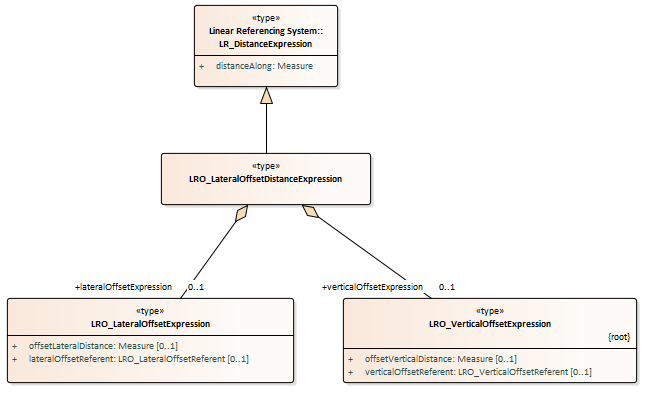 «type»
Linear Referencing System::
LR_DistanceExpression
+ distanceAlong: Measure
«type»
LRO_LateralOffsetDistanceExpression
+lateralOffsetExpression 0..1
+verticalOffsetExpression 0..1
«type»
LRO_LateralOffsetExpression
+ offsetLateralDistance: Measure [0..1]
+ lateralOffsetReferent: LRO_LateralOffsetReferent [0..1]
«type»
LRO_VerticalOffsetExpression
{root}
+ offsetVerticalDistance: Measure [0..1]
+ verticalOffsetReferent: LRO_VerticalOffsetReferent [0..1]